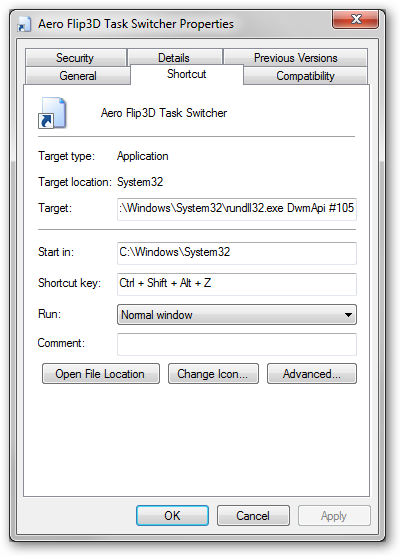 Aero Flip3D Task Switcher Properties
Security Details Previous Versions
General Shortcut Compatibility
Aero Flip3D Task Switcher
Target type: Application
Target location: System32
Target: :\Windows\System32\rundll32.exe DwmApi #105
Start in: C:\Windows\System32
Shortcut key: Ctrl + Shift + Alt + Z
Run: Normal window
Comment:
Open File Location Change Icon... Advanced...
OK Cancel Apply